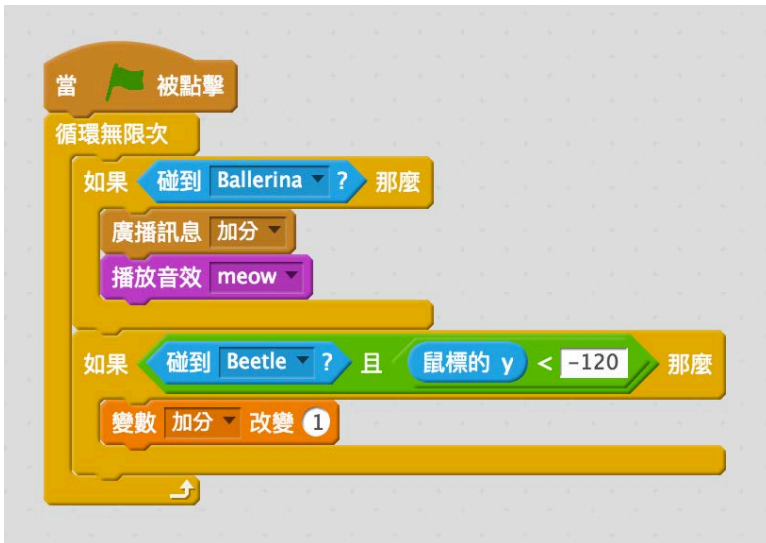 當 被點擊
循環無限次
如果 碰到 Ballerina ? 那麼
廣播訊息 加分
播放音效 meow
如果 碰到 Beetle ? 且 鼠標的 y < -120 那麼
變數 加分 改變 1